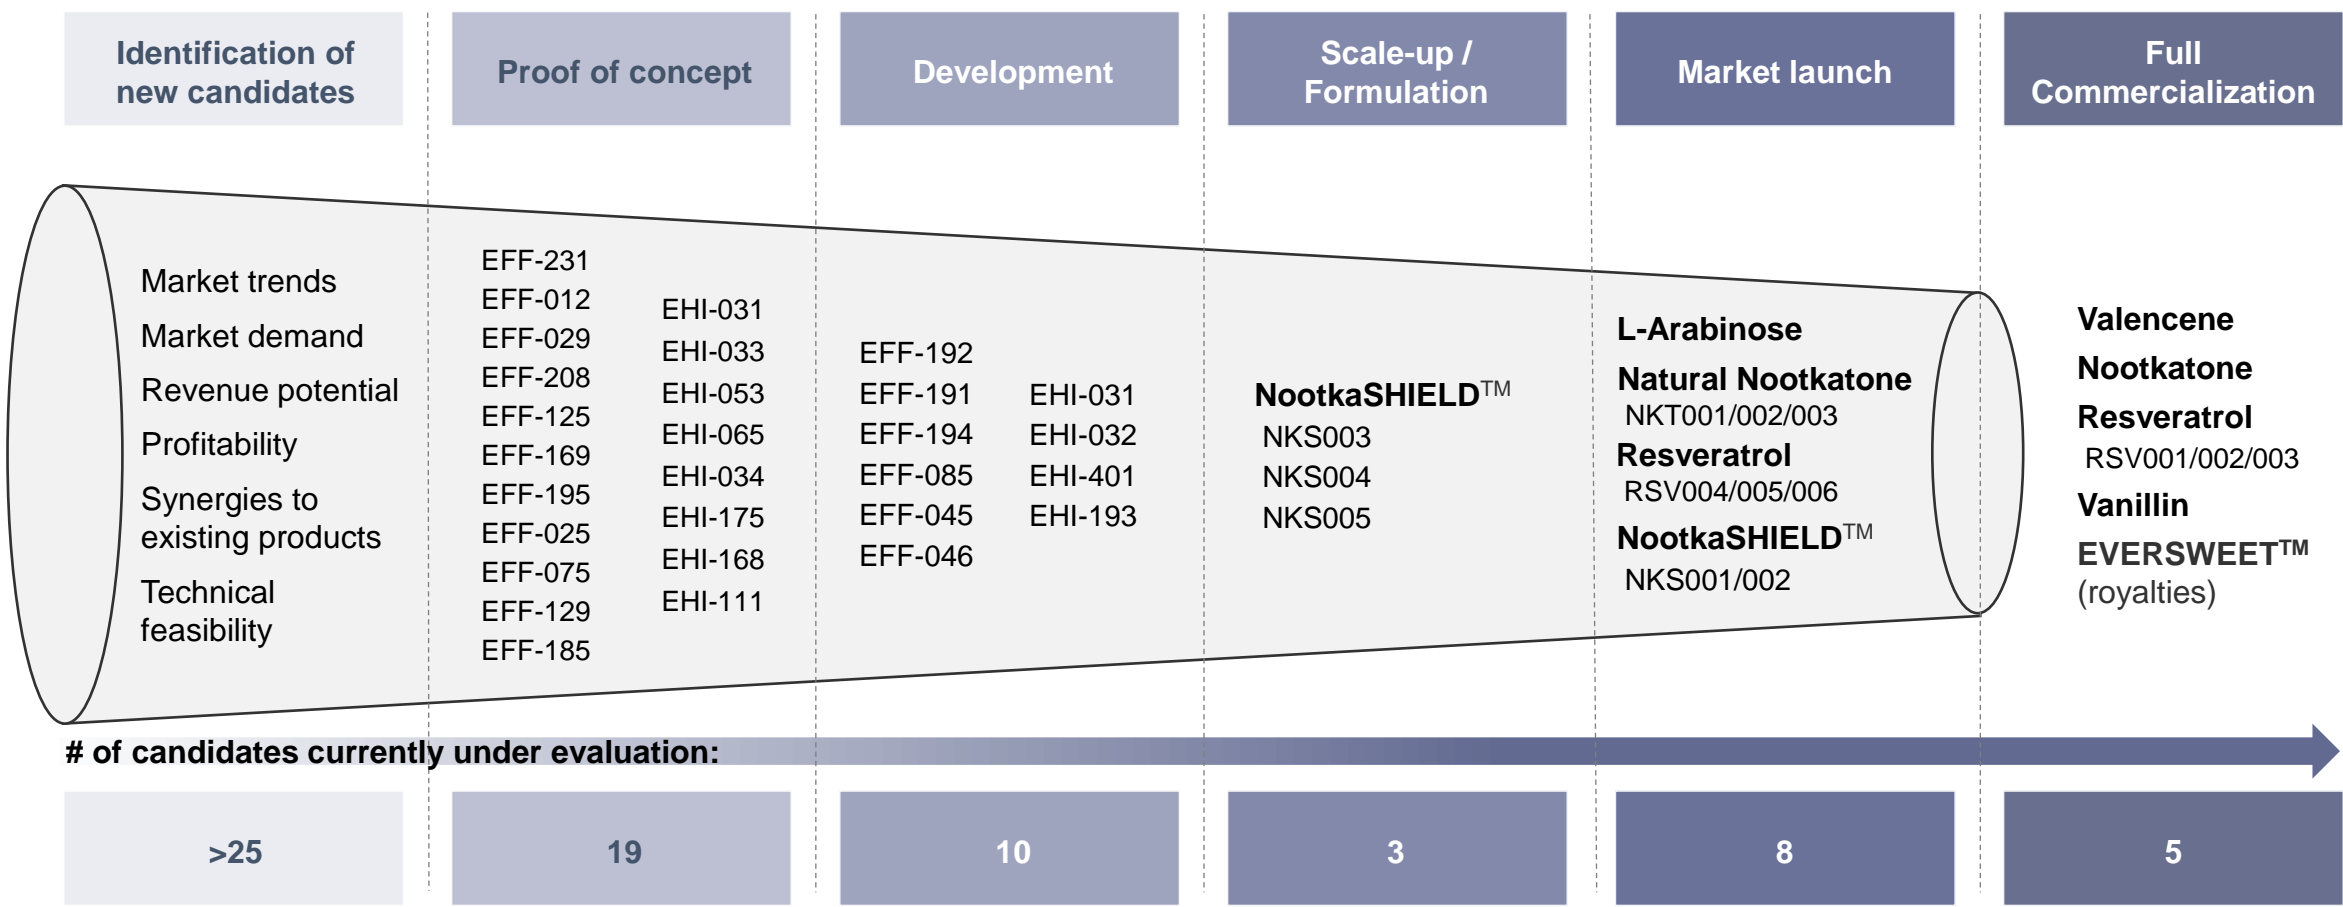 Identification of
new candidates
Proof of concept
Development
Scale-up /
Formulation
Market launch
Full
Commercialization
Market trends
Market demand
Revenue potential
Profitability
Synergies to
existing products
Technical
feasibility
EFF-231
EFF-012
EFF-029
EFF-208
EFF-125
EFF-169
EFF-195
EFF-025
EFF-075
EFF-129
EFF-185
EHI-031
EHI-033
EHI-053
EHI-065
EHI-034
EHI-175
EHI-168
EHI-111
EFF-192
EFF-191
EFF-194
EFF-085
EFF-045
EFF-046
EHI-031
EHI-032
EHI-401
EHI-193
NootkaSHIELD™
NKS003
NKS004
NKS005
L-Arabinose
Natural Nootkatone
NKT001/002/003
Resveratrol
RSV004/005/006
NootkaSHIELD™
NKS001/002
Valencene
Nootkatone
Resveratrol
RSV001/002/003
Vanillin
EVERSWEET™
(royalties)
# of candidates currently under evaluation:
>25
19
10
3
8
5